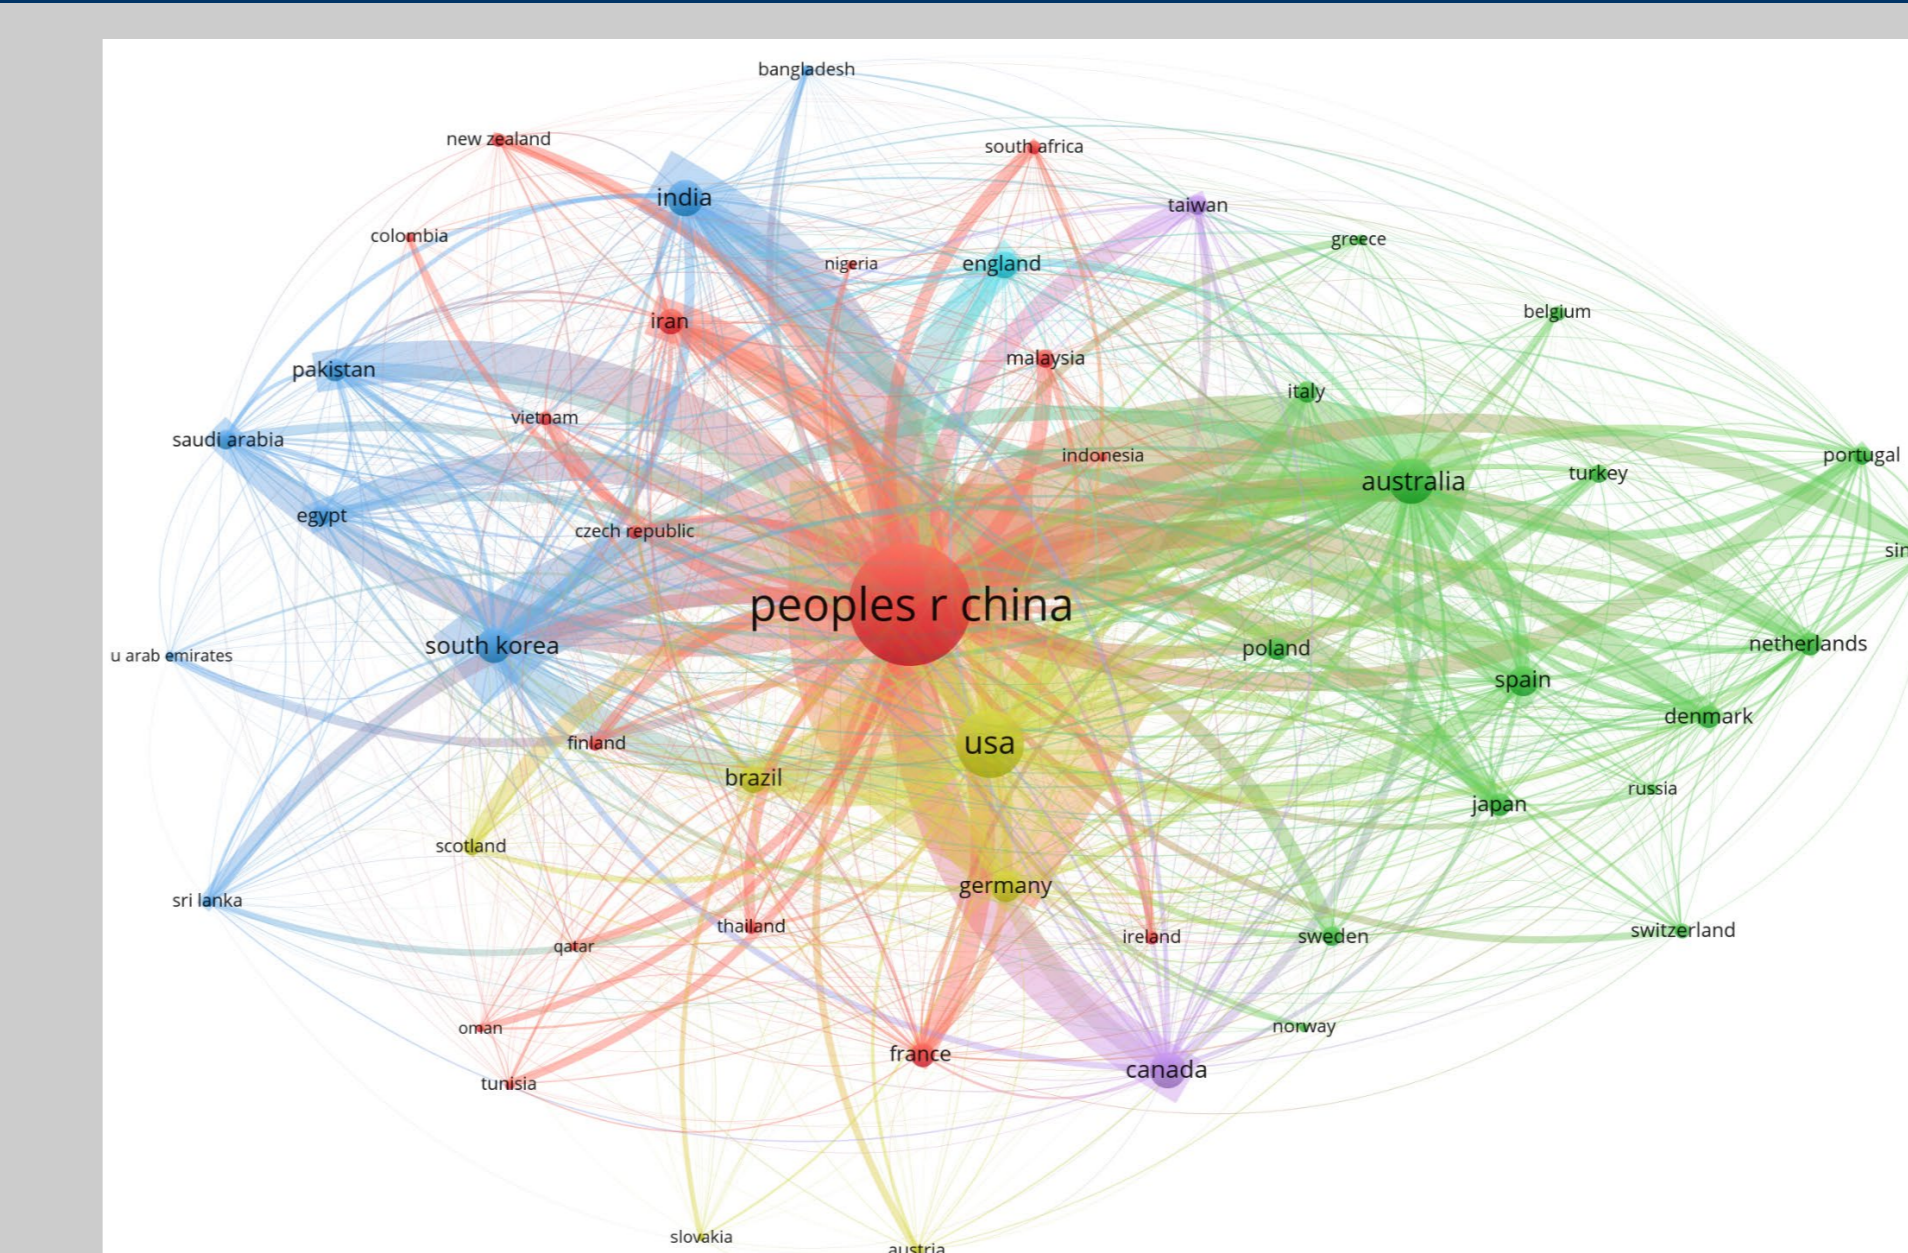 bangladesh
new zealand
south africa
india
taiwan
colombia
greece
nigeria
england
belgium
iran
malaysia
pakistan
italy
vietnam
saudi arabia
indonesia
portugal
turkey
australia
egypt
czech republic
sin
peoples r china
south korea
poland
netherlands
u arab emirates
spain
denmark
finland
usa
brazil
russia
japan
scotland
germany
sri lanka
thailand
ireland
sweden
switzerland
qatar
oman
norway
france
canada
tunisia
slovakia
austria